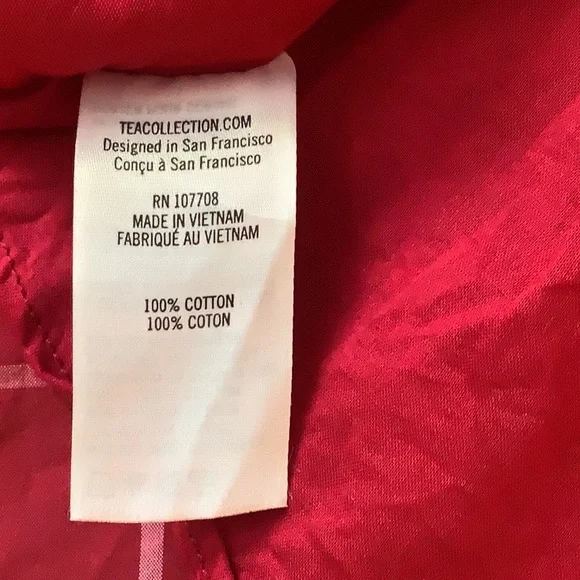 TEACOLLECTION.COM
Designed in San Francisco
Conçu à San Francisco
RN 107708
MADE IN VIETNAM
FABRIQUÉ AU VIETNAM
100% COTTON
100% COTON